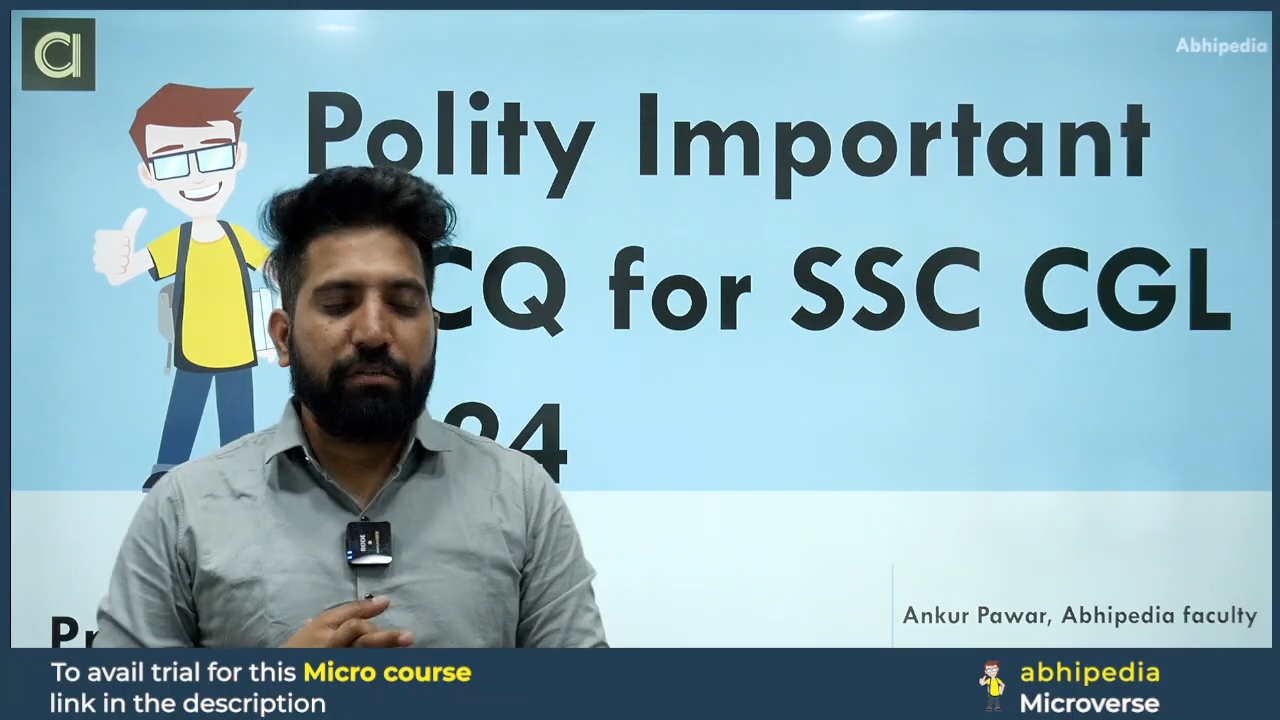 Abhipedia
Polity Important
CQ for SSC CGL
24
Ankur Pawar, Abhipedia faculty
To avail trial for this Micro course
link in the description
abhipedia
Microverse